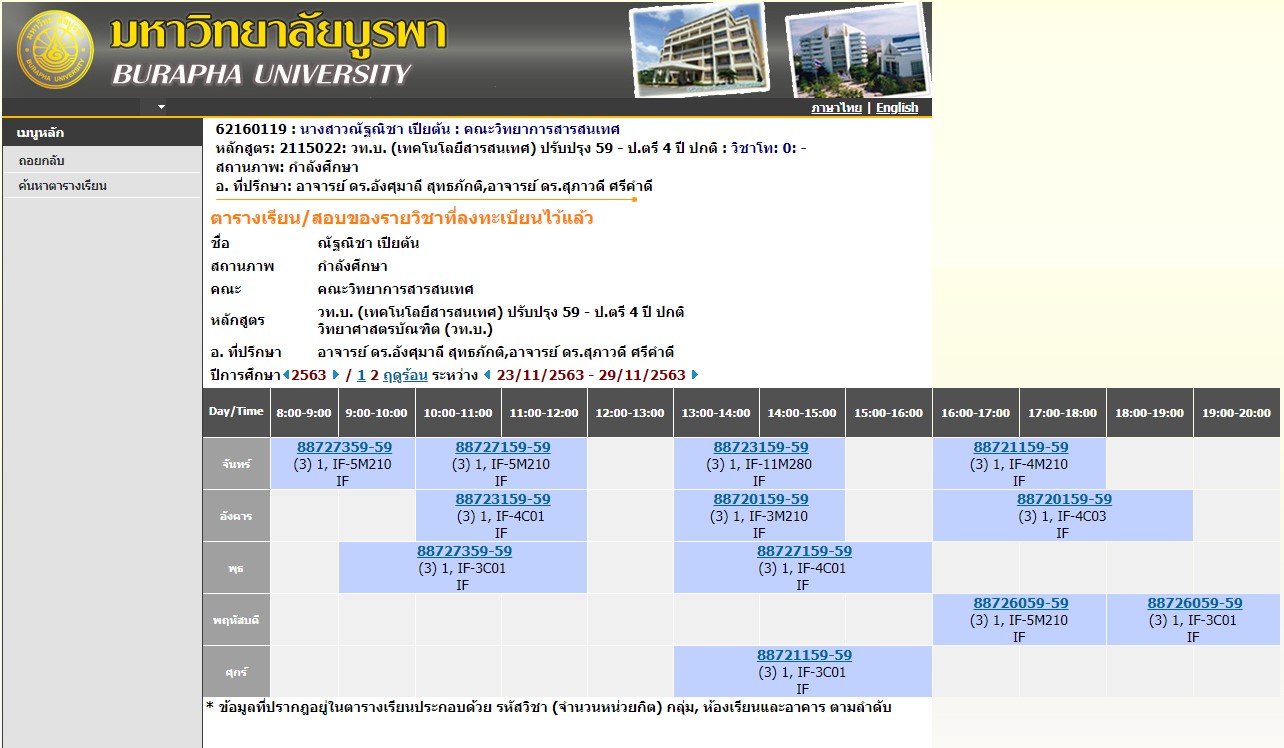 มหาวิทยาลัยบูรพา
BURAPHA UNIVERSITY
ภาษาไทย | English
เมนูหลัก
ถอยกลับ
ค้นหาตารางเรียน
62160119 : นางสาวณัฐณิชา เปียตัน : คณะวิทยาการสารสนเทศ
หลักสูตร: 2115022: วท.บ. (เทคโนโลยีสารสนเทศ) ปรับปรุง 59 - ป.ตรี 4 ปี ปกติ : วิชาโท: 0: -
สถานภาพ: กำลังศึกษา
อ. ที่ปรึกษา: อาจารย์ ดร.อังศุมาลี สุทธภักติ,อาจารย์ ดร.สุภาวดี ศรีคำดี
ตารางเรียน/สอบของรายวิชาที่ลงทะเบียนไว้แล้ว
ชื่อ ณัฐณิชา เปียตัน
สถานภาพ กำลังศึกษา
คณะ คณะวิทยาการสารสนเทศ
หลักสูตร วท.บ. (เทคโนโลยีสารสนเทศ) ปรับปรุง 59 - ป.ตรี 4 ปี ปกติ
วิทยาศาสตรบัณฑิต (วท.บ.)
อ. ที่ปรึกษา อาจารย์ ดร.อังศุมาลี สุทธภักติ,อาจารย์ ดร.สุภาวดี ศรีคำดี
ปีการศึกษา 2563 / 1 2 ฤดูร้อน ระหว่าง 23/11/2563 - 29/11/2563
Day/Time 8:00-9:00 9:00-10:00 10:00-11:00 11:00-12:00 12:00-13:00 13:00-14:00 14:00-15:00 15:00-16:00 16:00-17:00 17:00-18:00 18:00-19:00 19:00-20:00
88727359-59 88727159-59 88723159-59 88721159-59
จันทร์ (3) 1, IF-5M210 (3) 1, IF-5M210 (3) 1, IF-11M280 (3) 1, IF-4M210
IF IF IF IF
88723159-59 88720159-59 88720159-59
อังคาร (3) 1, IF-4C01 (3) 1, IF-3M210 (3) 1, IF-4C03
IF IF IF
88727359-59 88727159-59
พุธ (3) 1, IF-3C01 (3) 1, IF-4C01
IF IF
88726059-59 88726059-59
พฤหัสบดี (3) 1, IF-5M210 (3) 1, IF-3C01
IF IF
88721159-59
ศุกร์ (3) 1, IF-3C01
IF
* ข้อมูลที่ปรากฎอยู่ในตารางเรียนประกอบด้วย รหัสวิชา (จำนวนหน่วยกิต) กลุ่ม, ห้องเรียนและอาคาร ตามลำดับ